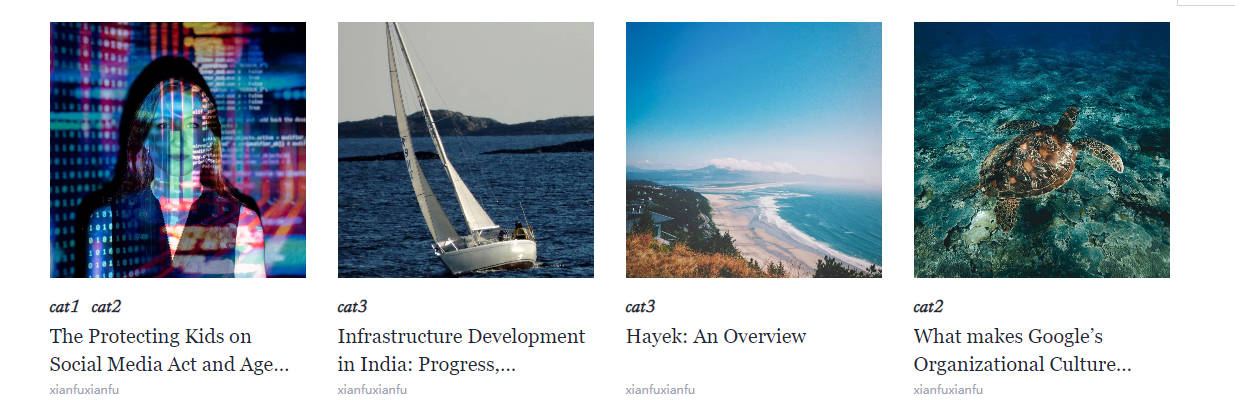 cat1 cat2
The Protecting Kids on
Social Media Act and Age...
xianfuxianfu
cat3
Infrastructure Development
in India: Progress,...
xianfuxianfu
cat3
Hayek: An Overview
xianfuxianfu
cat2
What makes Google’s
Organizational Culture...
xianfuxianfu